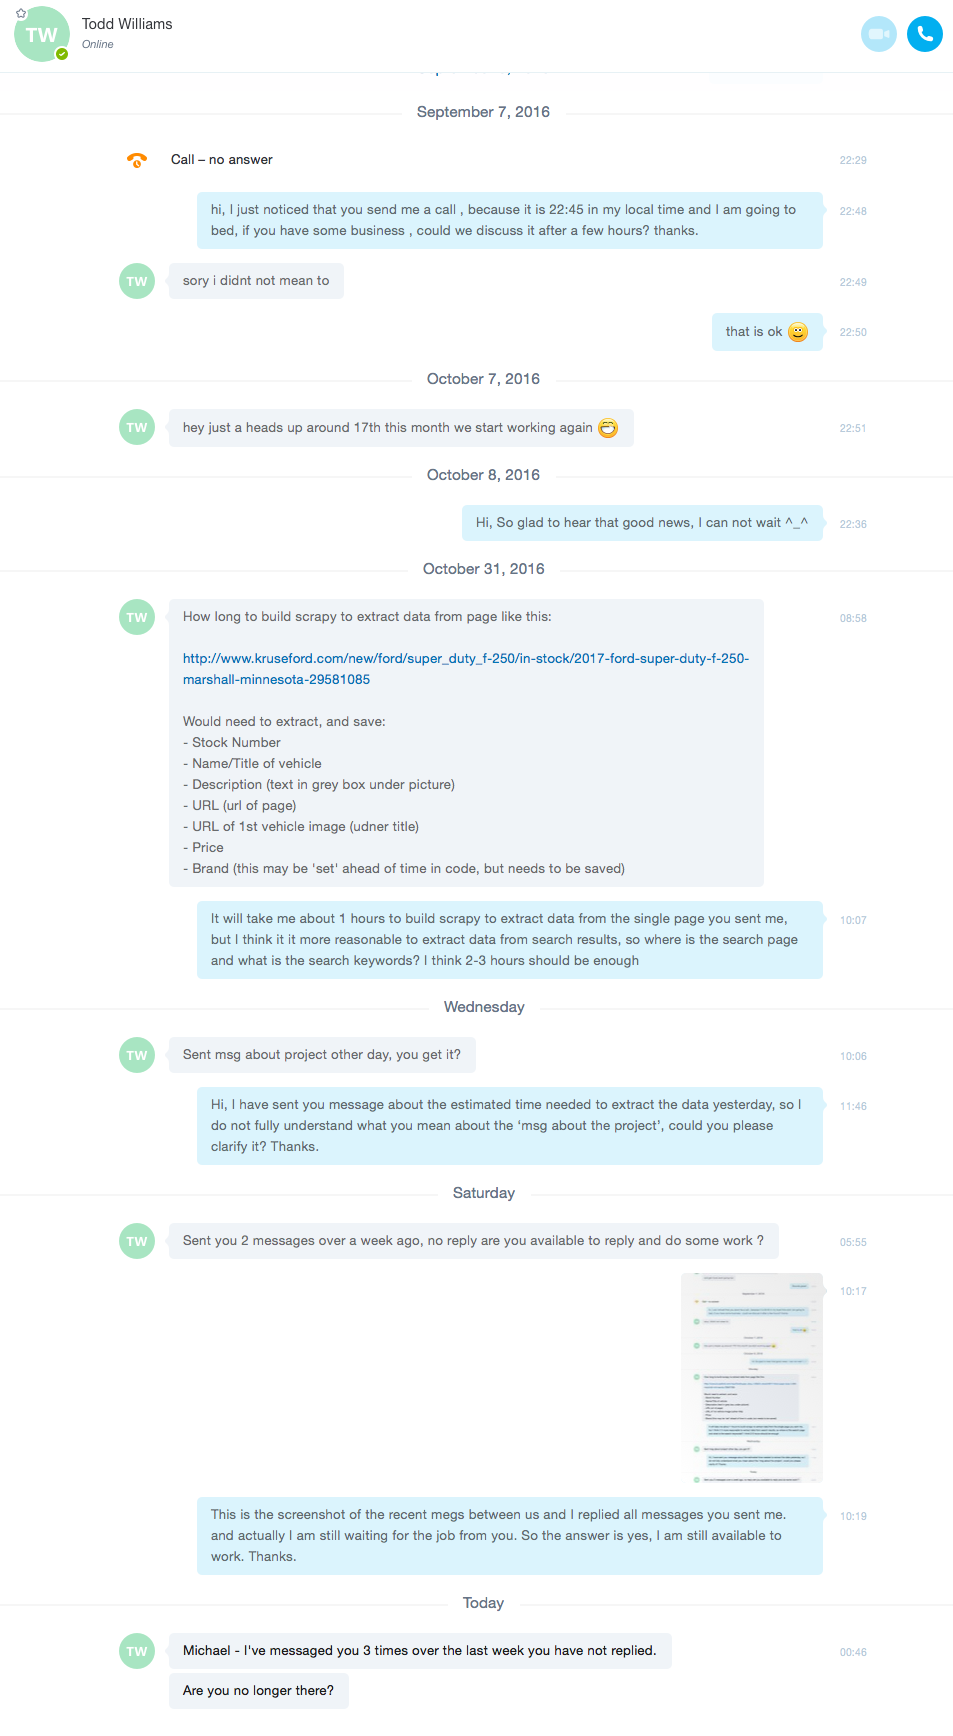 TW
Todd Williams
Online
September 7, 2016
Call – no answer
22:29
hi, I just noticed that you send me a call , because it is 22:45 in my local time and I am going to
22:48
bed, if you have some business , could we discuss it after a few hours? thanks.
TW
sory i didnt not mean to
22:49
that is ok
22:50
October 7, 2016
TW
hey just a heads up around 17th this month we start working again
22:51
October 8, 2016
Hi, So glad to hear that good news, I can not wait ^_^
22:36
October 31, 2016
TW
How long to build scrapy to extract data from page like this:
08:58
http://www.kruseford.com/new/ford/super_duty_f-250/in-stock/2017-ford-super-duty-f-250-
marshall-minnesota-29581085
Would need to extract, and save:
- Stock Number
- Name/Title of vehicle
- Description (text in grey box under picture)
- URL (url of page)
- URL of 1st vehicle image (udner title)
- Price
- Brand (this may be 'set' ahead of time in code, but needs to be saved)
It will take me about 1 hours to build scrapy to extract data from the single page you sent me,
10:07
but I think it it more reasonable to extract data from search results, so where is the search page
and what is the search keywords? I think 2-3 hours should be enough
Wednesday
TW
Sent msg about project other day, you get it?
10:06
Hi, I have sent you message about the estimated time needed to extract the data yesterday, so I
11:46
do not fully understand what you mean about the ‘msg about the project’, could you please
clarify it? Thanks.
Saturday
TW
Sent you 2 messages over a week ago, no reply are you available to reply and do some work ?
05:55
10:17
This is the screenshot of the recent megs between us and I replied all messages you sent me.
10:19
and actually I am still waiting for the job from you. So the answer is yes, I am still available to
work. Thanks.
Today
TW
Michael - I've messaged you 3 times over the last week you have not replied.
00:46
Are you no longer there?